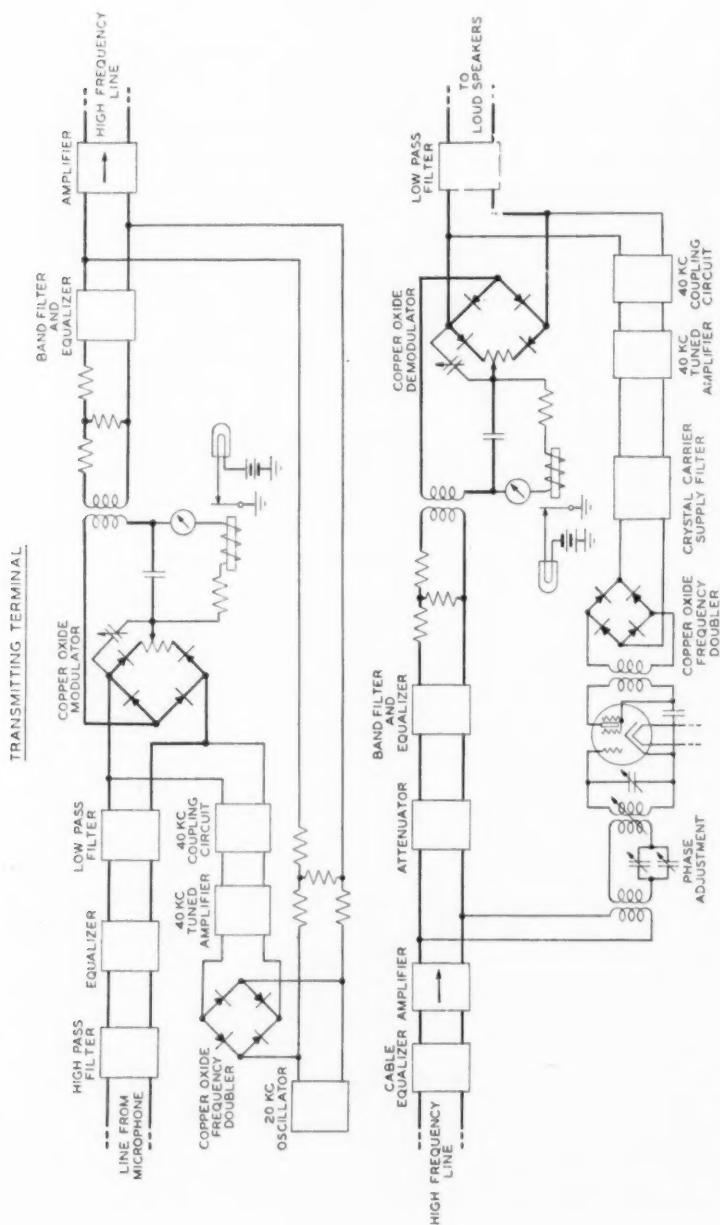 TRANSMITTING TERMINAL
HIGH PASS
FILTER
EQUALIZER
LOW PASS
FILTER
COPPER OXIDE
MODULATOR
BAND FILTER
AND
EQUALIZER
AMPLIFIER
HIGH FREQUENCY
LINE
LINE FROM
MICROPHONE
COPPER OXIDE
FREQUENCY
DOUBLER
40 KC
TUNED
AMPLIFIER
40 KC
COUPLING
CIRCUIT
20 KC
OSCILLATOR
HIGH FREQUENCY
LINE
CABLE
EQUALIZER
AMPLIFIER
ATTENUATOR
BAND FILTER
AND
EQUALIZER
COPPER OXIDE
DEMODULATOR
LOW PASS
FILTER
TO
LOUD SPEAKERS
PHASE
ADJUSTMENT
COPPER OXIDE
FREQUENCY
DOUBLER
CRYSTAL CARRIER
SUPPLY FILTER
40 KC
TUNED
AMPLIFIER
40 KC
COUPLING
CIRCUIT